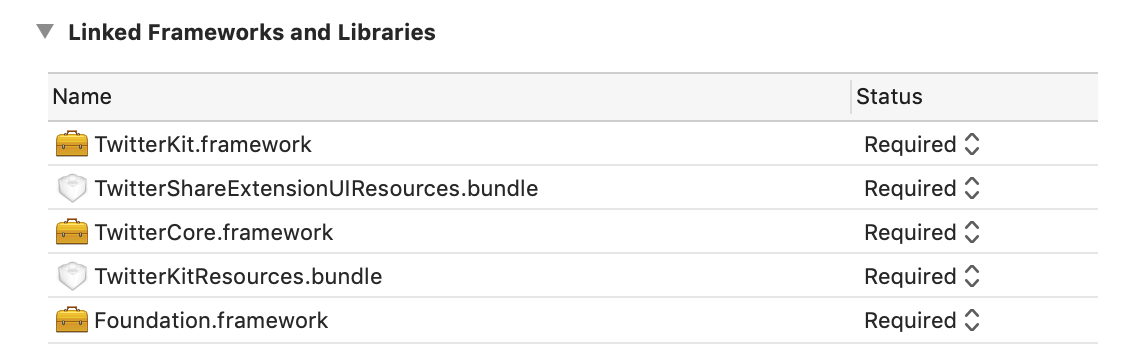 Linked Frameworks and Libraries
Name Status
TwitterKit.framework Required
TwitterShareExtensionUIResources.bundle Required
TwitterCore.framework Required
TwitterKitResources.bundle Required
Foundation.framework Required